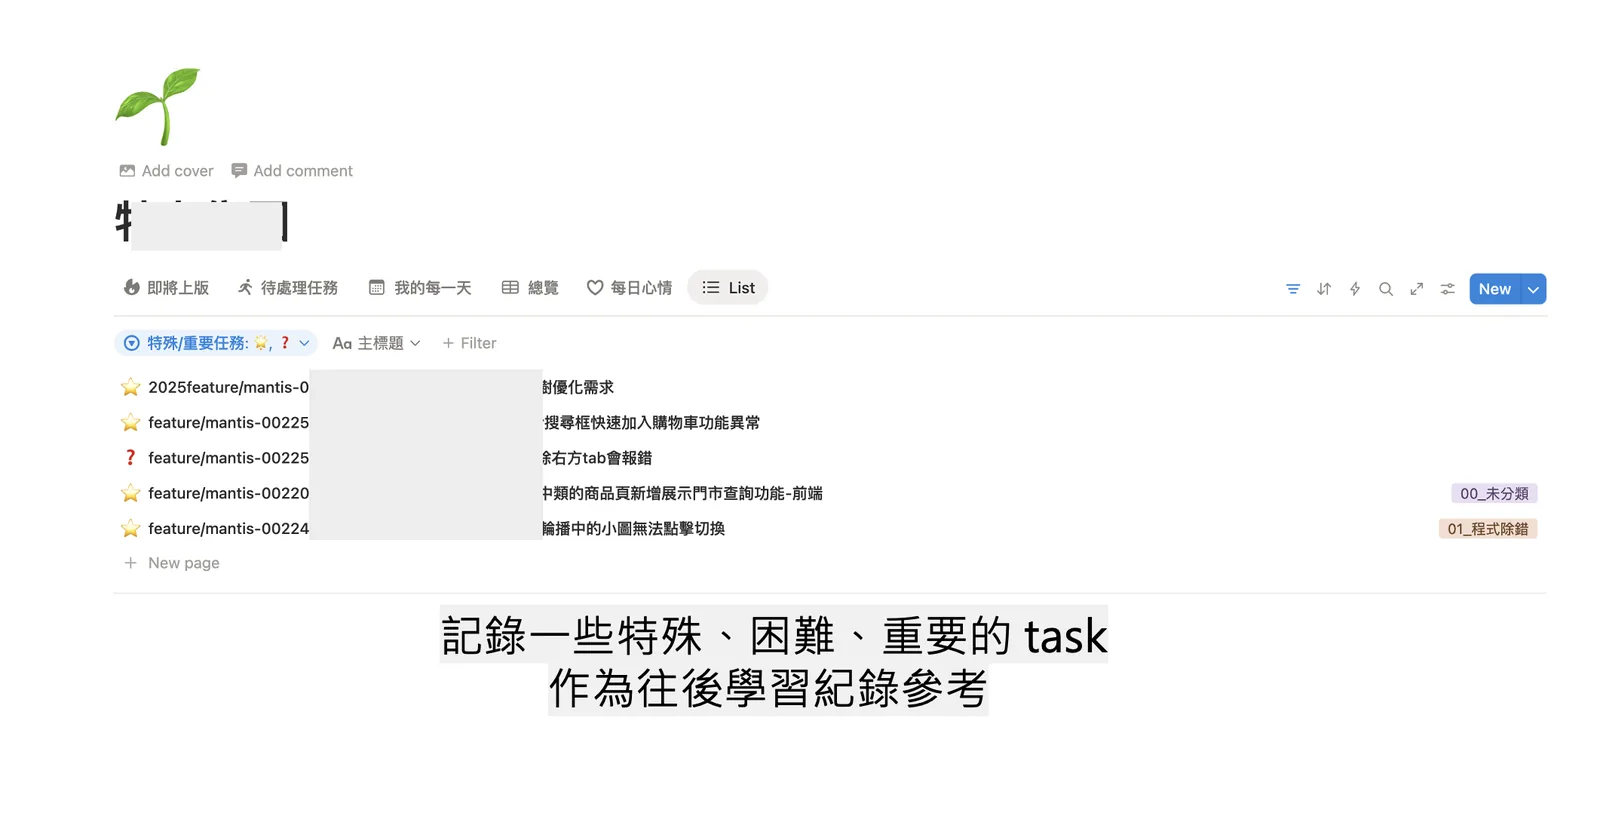 Add cover Add comment
即將上版 待處理任務 我的每一天 總覽 每日心情 List New
特殊/重要任務: , Aa 主標題 + Filter
2025feature/mantis-0 樹優化需求
feature/mantis-00225 搜尋框快速加入購物車功能異常
feature/mantis-00225 除右方tab會報錯
feature/mantis-00220 中類的商品頁新增展示門市查詢功能-前端 00_未分類
feature/mantis-00224 輪播中的小圖無法點擊切換 01_程式除錯
+ New page
記錄一些特殊、困難、重要的 task
作為往後學習紀錄參考